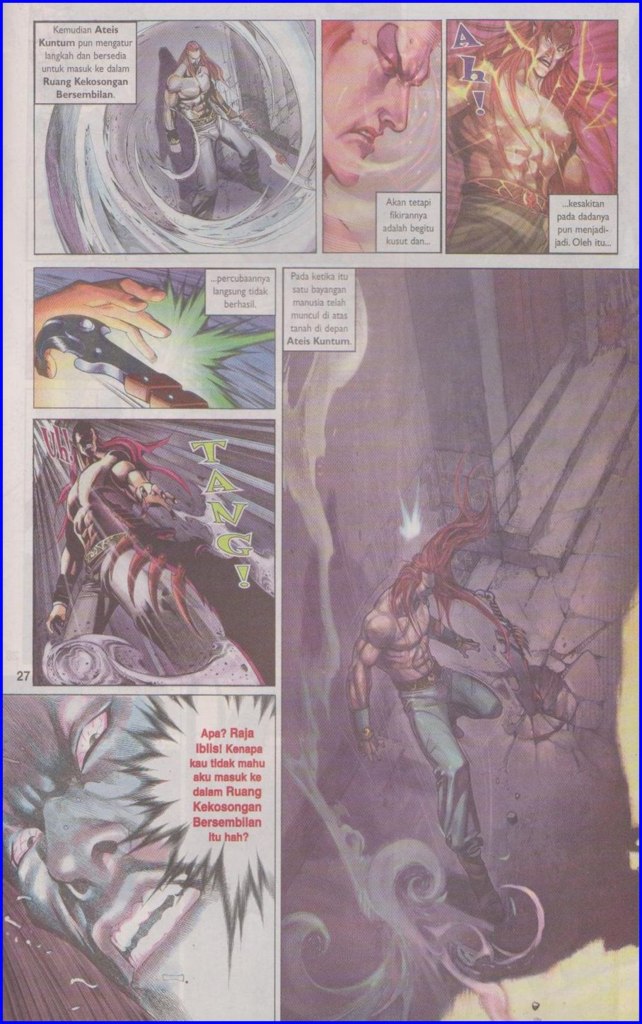 Kemudian Ateis
Kuntum pun mengatur
langkah dan bersedia
untuk masuk ke dalam
Ruang Kekosongan
Bersembilan.
Akan tetapi
fikirannya
adalah begitu
kusut dan...
Ah!
...kesakitan
pada dadanya
pun menjadi-
jadi. Oleh itu...
...percubaannya
langsung tidak
berhasil.
Pada ketika itu
satu bayangan
manusia telah
muncul di atas
tanah di depan
Ateis Kuntum.
Uh!
TANG!
27
Apa? Raja
Iblis! Kenapa
kau tidak mahu
aku masuk ke
dalam Ruang
Kekosongan
Bersembilan
itu hah?